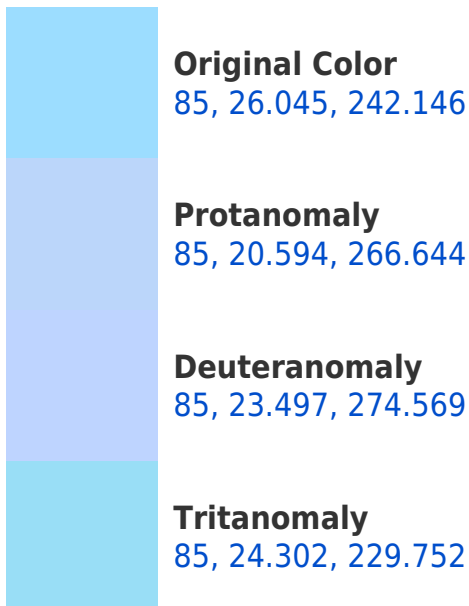 Original Color
85, 26.045, 242.146
Protanomaly
85, 20.594, 266.644
Deuteranomaly
85, 23.497, 274.569
Tritanomaly
85, 24.302, 229.752